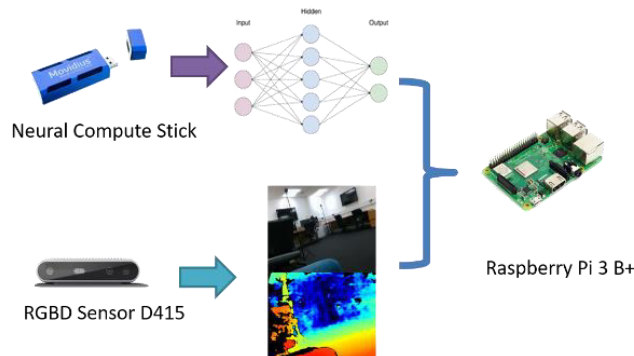 Hidden
Input
Output
Movidius
Neural Compute Stick
RGBD Sensor D415
Raspberry Pi 3 B+